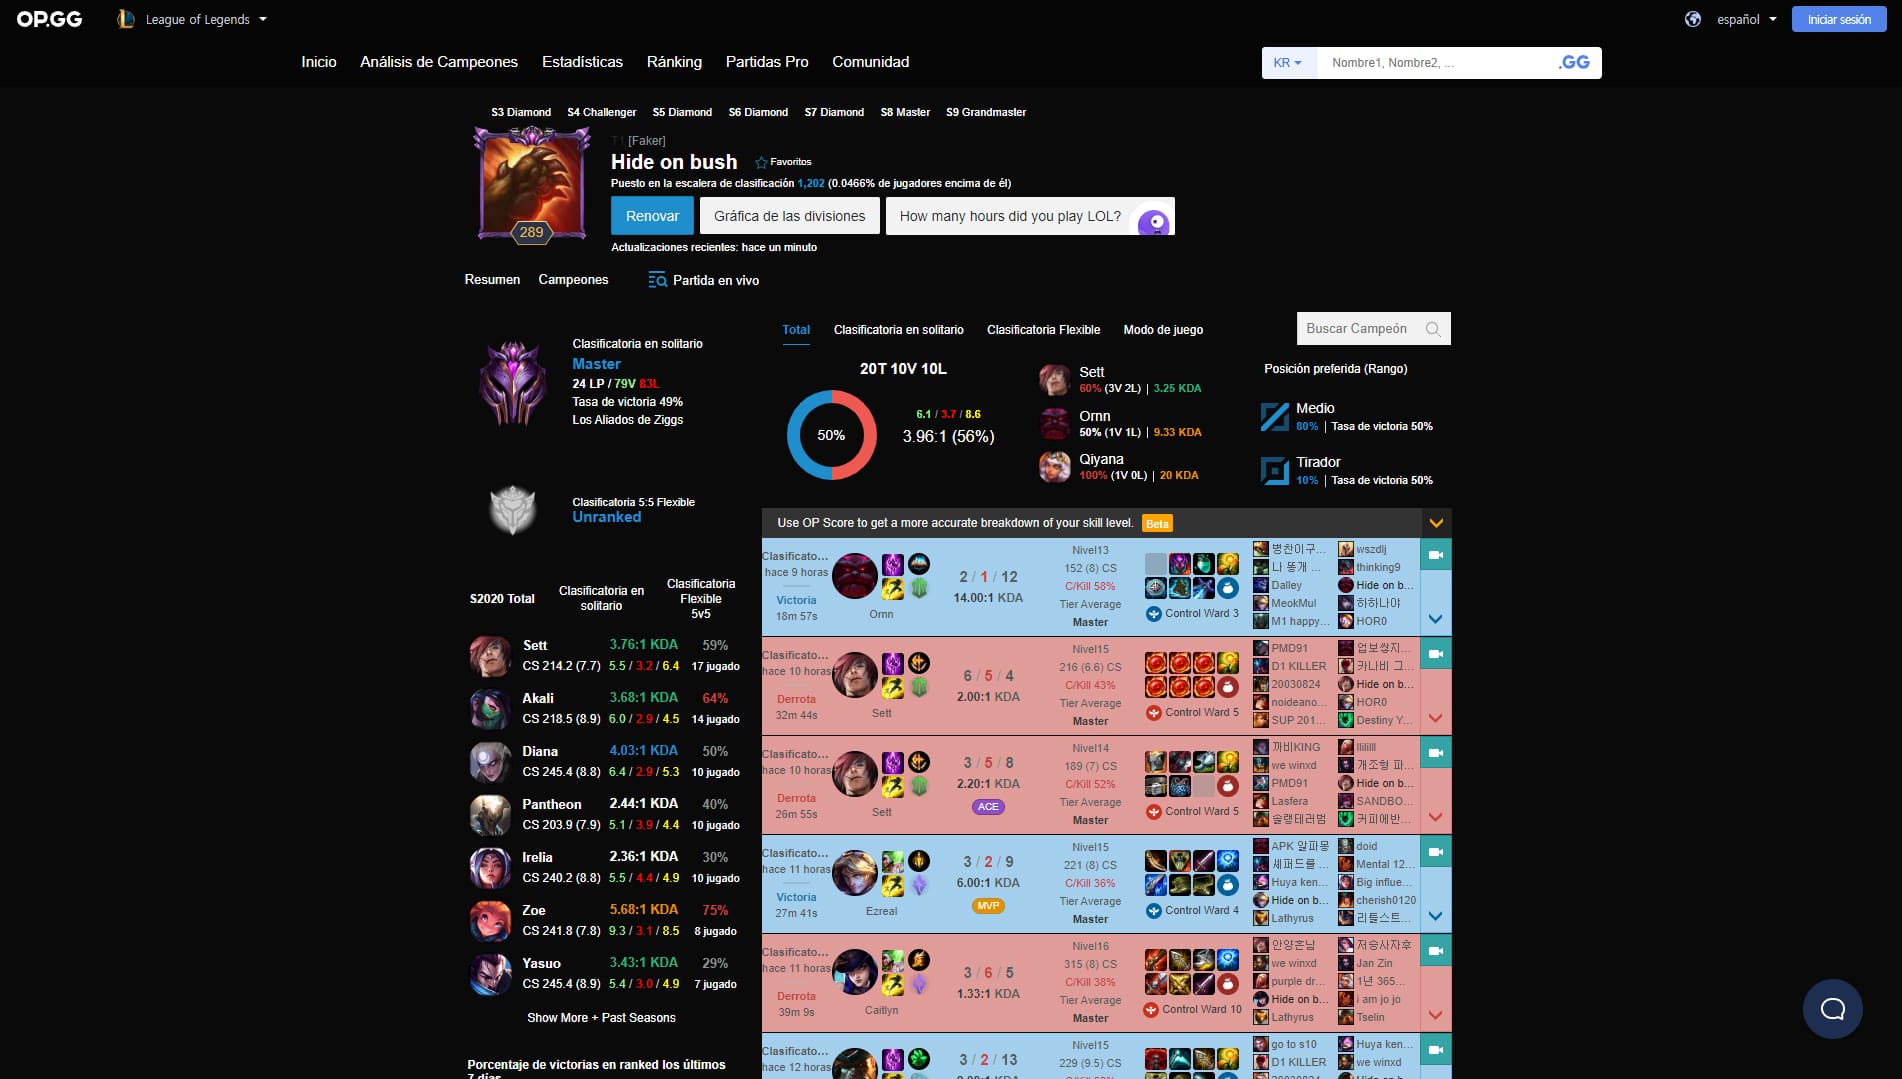 OP.GG
League of Legends
español
Iniciar sesión
Inicio
Análisis de Campeones
Estadísticas
Ránking
Partidas Pro
Comunidad
KR
Nombre1, Nombre2, ...
.GG
S3 Diamond
S4 Challenger
S5 Diamond
S6 Diamond
S7 Diamond
S8 Master
S9 Grandmaster
T1 [Faker]
Hide on bush
Favoritos
Puesto en la escalera de clasificación 1,202 (0.0466% de jugadores encima de él)
Renovar
Gráfica de las divisiones
How many hours did you play LOL?
289
Actualizaciones recientes: hace un minuto
Resumen
Campeones
Partida en vivo
Clasificatoria en solitario
Master
24 LP / 79V 83L
Tasa de victoria 49%
Los Aliados de Ziggs
Clasificatoria 5:5 Flexible
Unranked
S2020 Total
Clasificatoria en
solitario
Clasificatoria
Flexible
5v5
Sett 3.76:1 KDA 59%
CS 214.2 (7.7) 5.5 / 3.2 / 6.4 17 jugado
Akali 3.68:1 KDA 64%
CS 218.5 (8.9) 6.0 / 2.9 / 4.5 14 jugado
Diana 4.03:1 KDA 50%
CS 245.4 (8.8) 6.4 / 2.9 / 5.3 10 jugado
Pantheon 2.44:1 KDA 40%
CS 203.9 (7.9) 5.1 / 3.9 / 4.4 10 jugado
Irelia 2.36:1 KDA 30%
CS 240.2 (8.8) 5.5 / 4.4 / 4.9 10 jugado
Zoe 5.68:1 KDA 75%
CS 241.8 (7.8) 9.3 / 3.1 / 8.5 8 jugado
Yasuo 3.43:1 KDA 29%
CS 245.4 (8.9) 5.4 / 3.0 / 4.9 7 jugado
Show More + Past Seasons
Porcentaje de victorias en ranked los últimos
7 días
Total
Clasificatoria en solitario
Clasificatoria Flexible
Modo de juego
Buscar Campeón
20T 10V 10L
50%
6.1 / 3.7 / 8.6
3.96:1 (56%)
Sett
60% (3V 2L) | 3.25 KDA
Ornn
50% (1V 1L) | 9.33 KDA
Qiyana
100% (1V 0L) | 20 KDA
Posición preferida (Rango)
Medio
80% | Tasa de victoria 50%
Tirador
10% | Tasa de victoria 50%
Use OP Score to get a more accurate breakdown of your skill level. Beta
Clasificato...
hace 9 horas
Victoria
18m 57s
Ornn
2 / 1 / 12
14.00:1 KDA
Nivel13
152 (8) CS
C/Kill 58%
Tier Average
Master
Control Ward 3
병찬이구...
나 똥개 ...
Dalley
MeokMul
M1 happy...
wszdlj
thinking9
Hide on b...
하하나야
HOR0
Clasificato...
hace 10 horas
Derrota
32m 44s
Sett
6 / 5 / 4
2.00:1 KDA
Nivel15
216 (6.6) CS
C/Kill 43%
Tier Average
Master
Control Ward 5
PMD91
D1 KILLER
20030824
noideano...
SUP 201...
업보쌍지...
카나비 그...
Hide on b...
HOR0
Destiny Y...
Clasificato...
hace 10 horas
Derrota
26m 55s
Sett
3 / 5 / 8
2.20:1 KDA
ACE
Nivel14
189 (7) CS
C/Kill 52%
Tier Average
Master
Control Ward 5
까비KING
we winxd
PMD91
Lasfera
솔랭테러범
개조형 파...
Hide on b...
SANDBO...
커피에반...
Clasificato...
hace 11 horas
Victoria
27m 41s
Ezreal
3 / 2 / 9
6.00:1 KDA
MVP
Nivel15
221 (8) CS
C/Kill 36%
Tier Average
Master
Control Ward 4
APK 알파몽
셰퍼드를 ...
Huya ken...
Hide on b...
Lathyrus
doid
Mental 12...
Big influe...
cherish0120
리틀스트...
Clasificato...
hace 11 horas
Derrota
39m 9s
Caitlyn
3 / 6 / 5
1.33:1 KDA
Nivel16
315 (8) CS
C/Kill 38%
Tier Average
Master
Control Ward 10
안양혼남
we winxd
purple dr...
Hide on b...
Lathyrus
저승사자후
Jan Zin
1년 365...
i am jo jo
Tselin
Clasificato...
hace 12 horas
3 / 2 / 13
Nivel15
229 (9.5) CS
go to s10
D1 KILLER
20030824
Huya ken...
we winxd